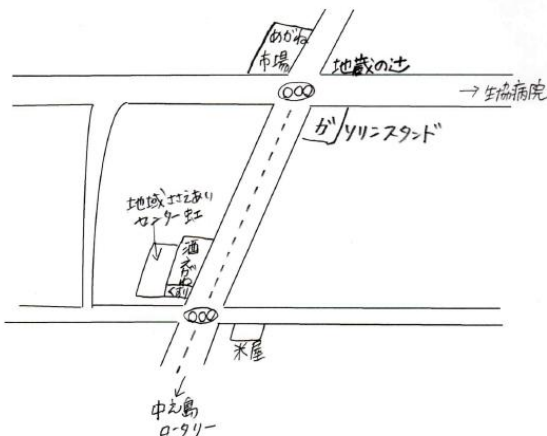 めがね
市場
地蔵の辻
→生協病院
ガソリンスタンド
地域ささえあい
センター虹
酒
くすり
米屋
中之島
ロータリー